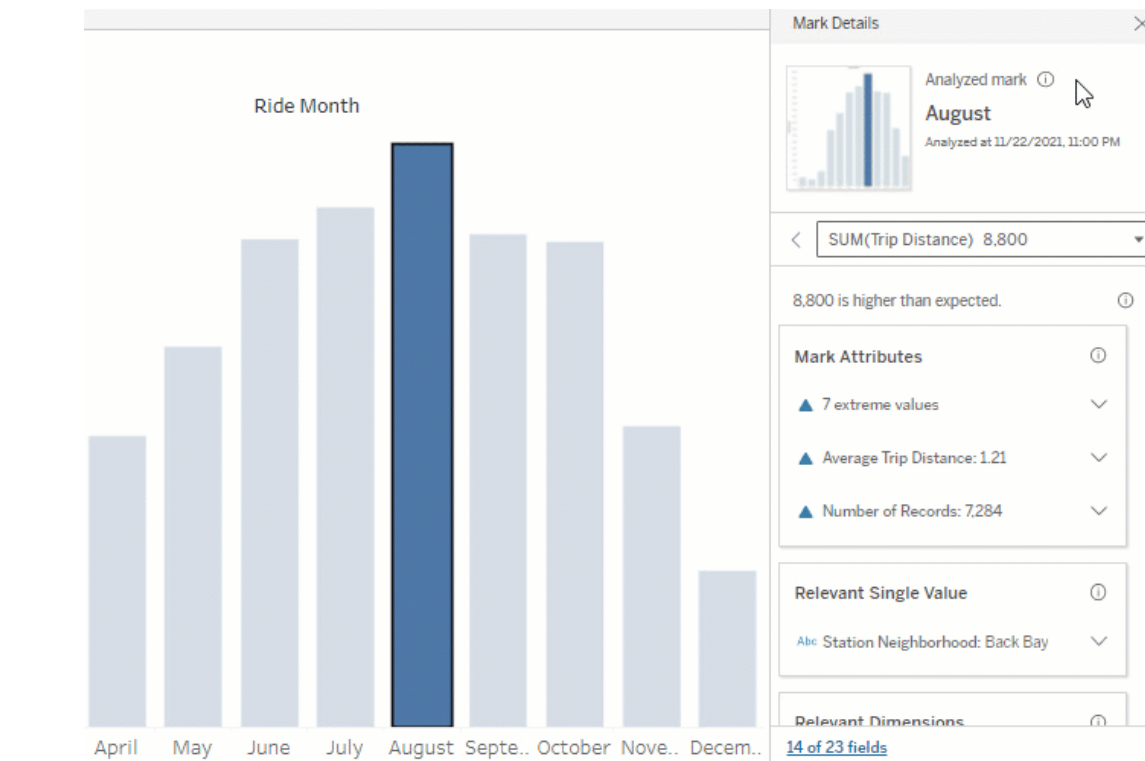 Mark Details
Ride Month
Analyzed mark
August
Analyzed at 11/22/2021, 11:00 PM
SUM(Trip Distance) 8,800
8,800 is higher than expected.
Mark Attributes
7 extreme values
Average Trip Distance: 1.21
Number of Records: 7,284
Relevant Single Value
Abc Station Neighborhood: Back Bay
Relevant Dimensions
April May June July August Septe.. October Nove.. Decem..
14 of 23 fields